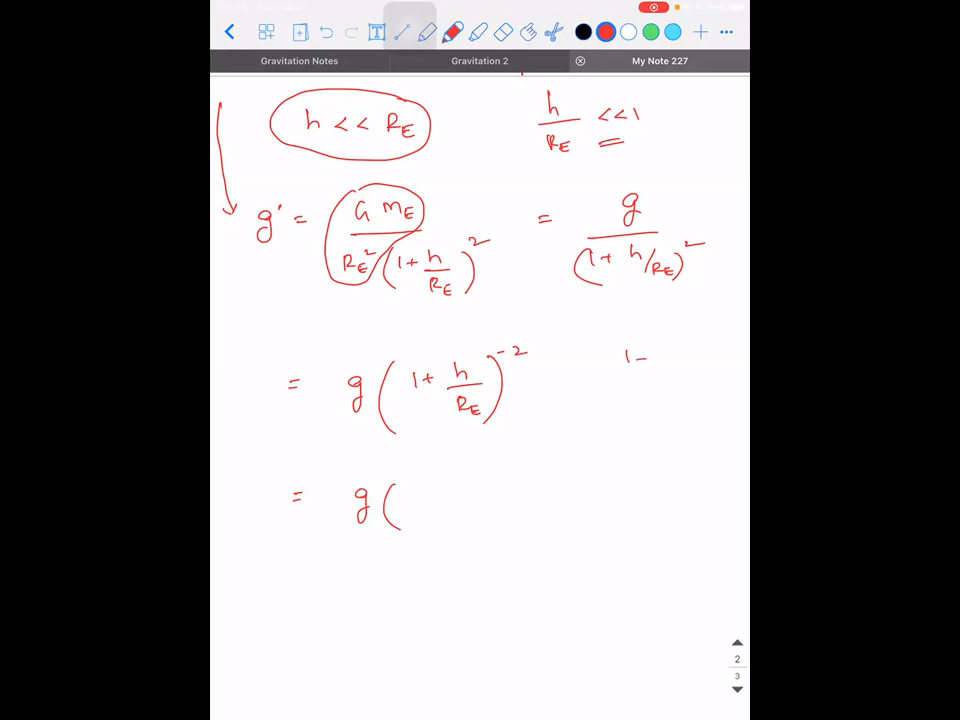 Gravitation Notes Gravitation 2 My Note 227
h << R_E h/R_E <<1
g' = G M_E / R_E² (1 + h/R_E)² = g / (1 + h/R_E)²
= g (1 + h/R_E)⁻² 1 –
= g (
2
3